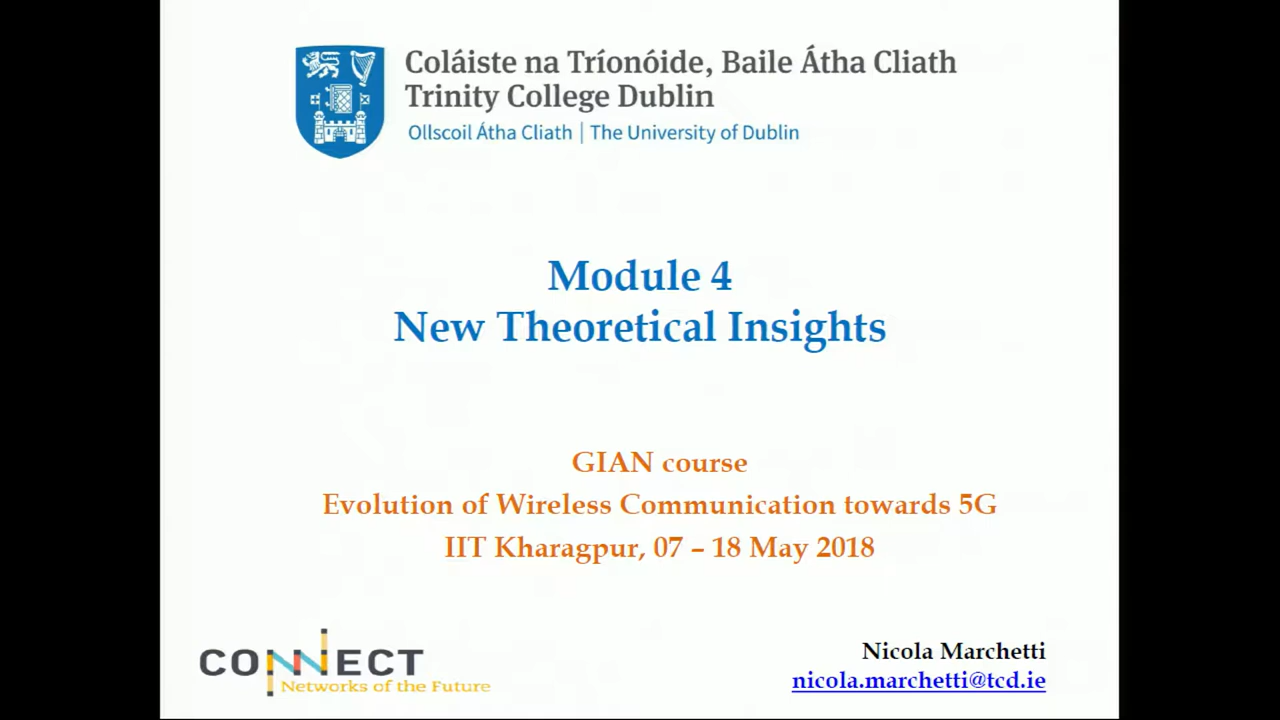 Coláiste na Tríonóide, Baile Átha Cliath
Trinity College Dublin
Ollscoil Átha Cliath | The University of Dublin
Module 4
New Theoretical Insights
GIAN course
Evolution of Wireless Communication towards 5G
IIT Kharagpur, 07 – 18 May 2018
CONNECT
Networks of the Future
Nicola Marchetti
nicola.marchetti@tcd.ie